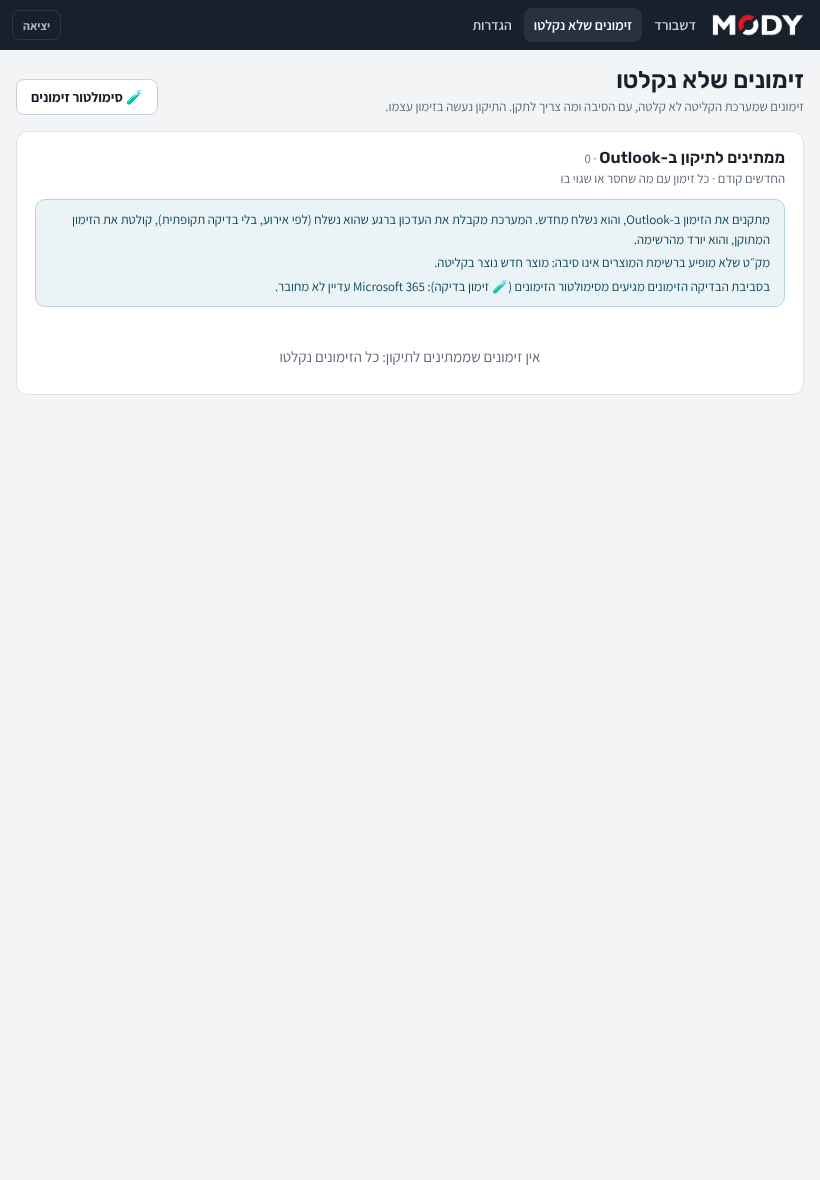 MODY
דשבורד
זימונים שלא נקלטו
הגדרות
יציאה
זימונים שלא נקלטו
זימונים שמערכת הקליטה לא קלטה, עם הסיבה ומה צריך לתקן. התיקון נעשה בזימון עצמו.
🧪 סימולטור זימונים
ממתינים לתיקון ב-Outlook · 0
החדשים קודם · כל זימון עם מה שחסר או שגוי בו
מתקנים את הזימון ב-Outlook, והוא נשלח מחדש. המערכת מקבלת את העדכון ברגע שהוא נשלח (לפי אירוע, בלי בדיקה תקופתית), קולטת את הזימון
המתוקן, והוא יורד מהרשימה.
מק״ט שלא מופיע ברשימת המוצרים אינו סיבה: מוצר חדש נוצר בקליטה.
בסביבת הבדיקה הזימונים מגיעים מסימולטור הזימונים (🧪 זימון בדיקה): Microsoft 365 עדיין לא מחובר.
אין זימונים שממתינים לתיקון: כל הזימונים נקלטו